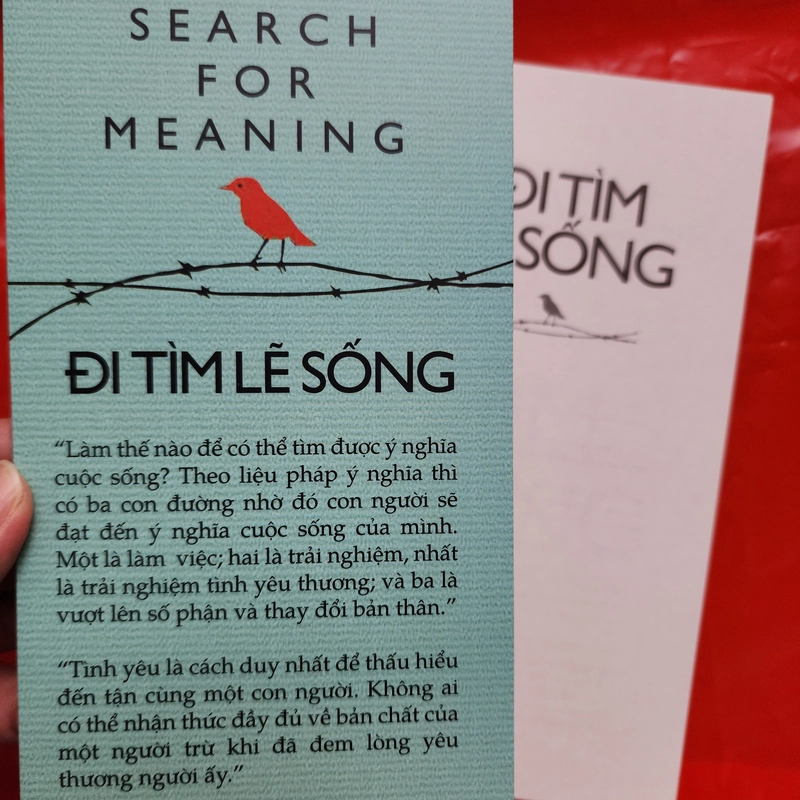 SEARCH
FOR
MEANING
ĐI TÌM LẼ SỐNG
“Làm thế nào để có thể tìm được ý nghĩa
cuộc sống? Theo liệu pháp ý nghĩa thì
có ba con đường nhờ đó con người sẽ
đạt đến ý nghĩa cuộc sống của mình.
Một là làm việc; hai là trải nghiệm, nhất
là trải nghiệm tình yêu thương; và ba là
vượt lên số phận và thay đổi bản thân.”
“Tình yêu là cách duy nhất để thấu hiểu
đến tận cùng một con người. Không ai
có thể nhận thức đầy đủ về bản chất của
một người trừ khi đã đem lòng yêu
thương người ấy.”
ĐI TÌM
SỐNG